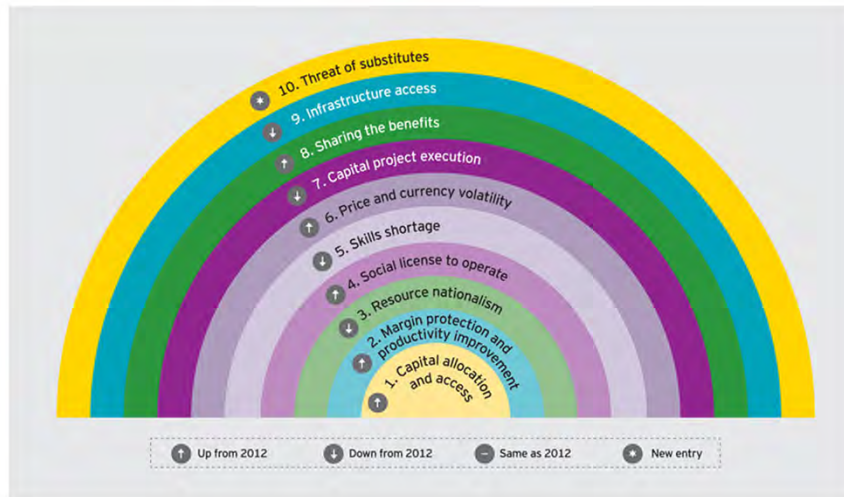 10. Threat of substitutes
9. Infrastructure access
8. Sharing the benefits
7. Capital project execution
6. Price and currency volatility
5. Skills shortage
4. Social license to operate
3. Resource nationalism
2. Margin protection and
productivity improvement
1. Capital allocation
and access
Up from 2012
Down from 2012
Same as 2012
New entry